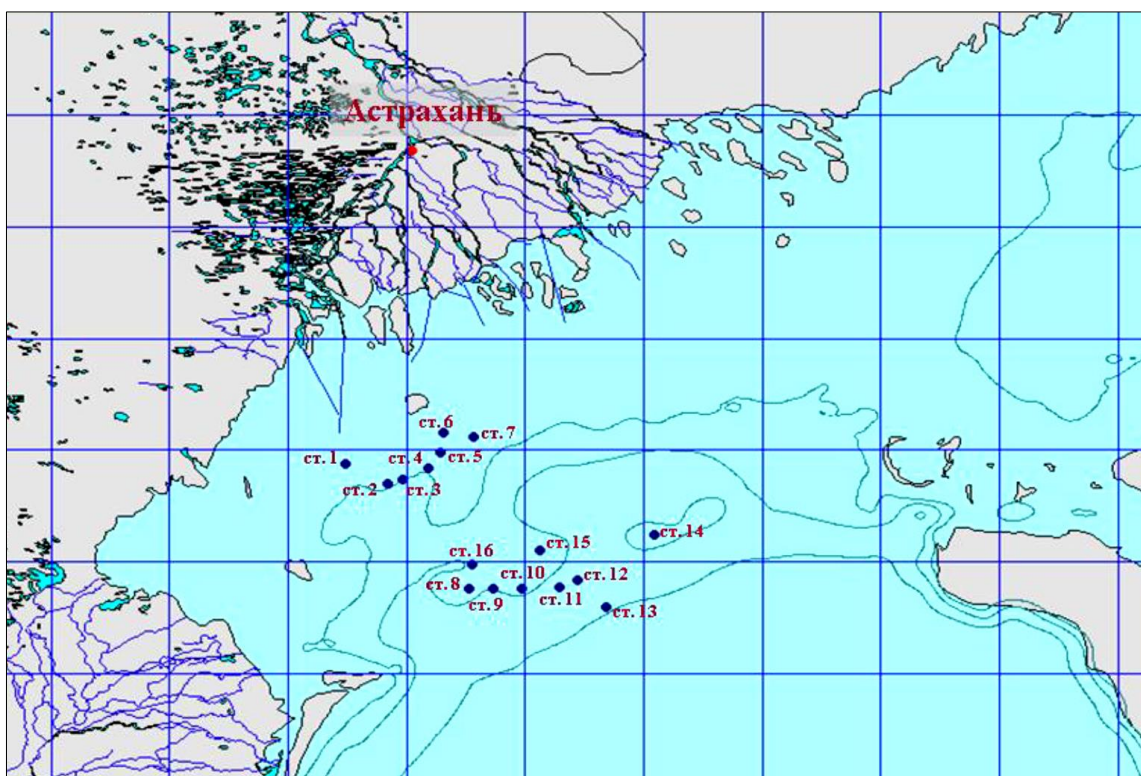 Астрахань
ст. 6
ст. 7
ст. 4
ст. 5
ст. 1
ст. 2
ст. 3
ст. 14
ст. 15
ст. 16
ст. 10
ст. 12
ст. 8
ст. 9
ст. 11
ст. 13